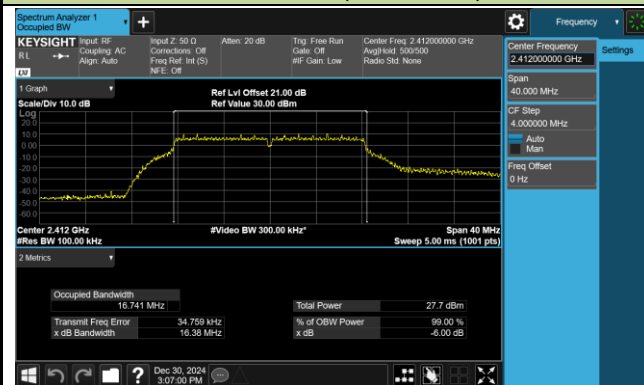 Spectrum Analyzer 1
Occupied BW
Frequency
KEYSIGHT
RL
Input: RF
Coupling: AC
Align: Auto
Input Z: 50 Ω
Corrections: Off
Freq Ref: Int (S)
NFE: Off
Atten: 20 dB
Trig: Free Run
Gate: Off
#IF Gain: Low
Center Freq: 2.412000000 GHz
Avg|Hold: 500/500
Radio Std: None
Center Frequency
2.412000000 GHz
Settings
Span
40.000 MHz
CF Step
4.000000 MHz
Auto
Man
Freq Offset
0 Hz
1 Graph
Scale/Div 10.0 dB
Ref Lvl Offset 21.00 dB
Ref Value 30.00 dBm
Log
20.0
10.0
0.00
-10.0
-20.0
-30.0
-40.0
-50.0
-60.0
Center 2.412 GHz
#Res BW 100.00 kHz
#Video BW 300.00 kHz*
Span 40 MHz
Sweep 5.00 ms (1001 pts)
2 Metrics
Occupied Bandwidth
16.741 MHz
Total Power 27.7 dBm
Transmit Freq Error 34.759 kHz
% of OBW Power 99.00 %
x dB Bandwidth 16.38 MHz
x dB -6.00 dB
Dec 30, 2024
3:07:00 PM